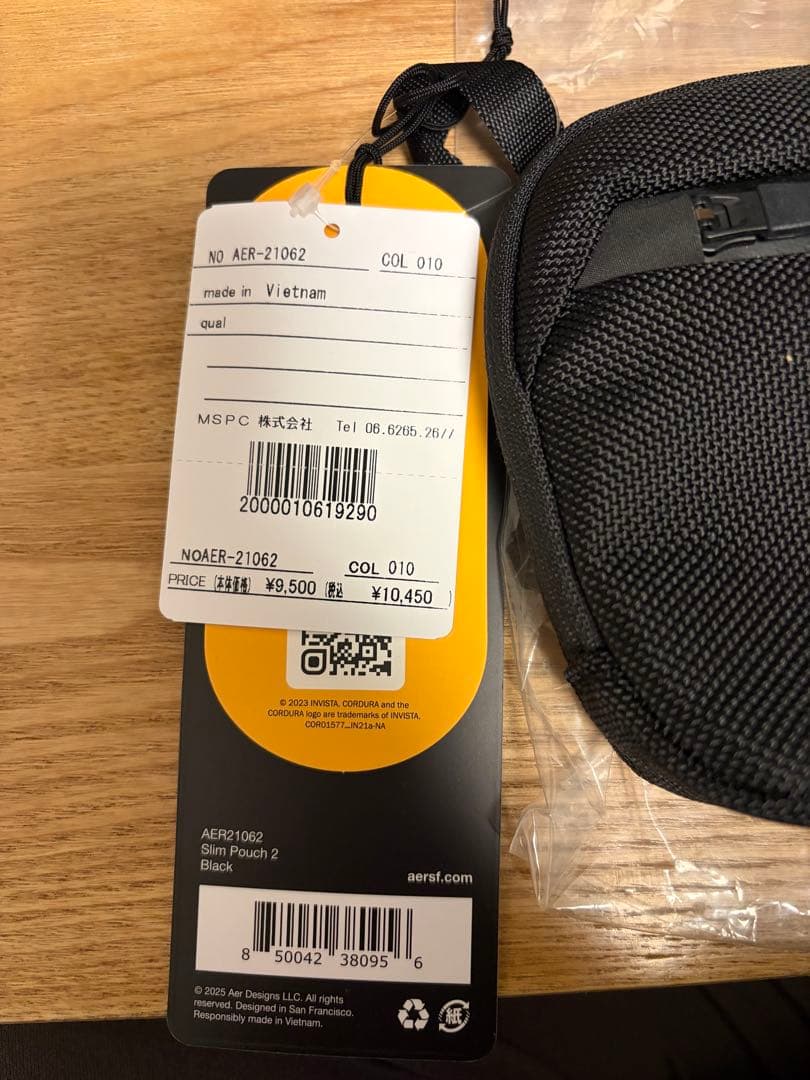 NO AER-21062 COL 010
made in Vietnam
qual
MSPC 株式会社 Tel 06.6265.26//
2000010619290
NOAER-21062 COL 010
PRICE (本体価格) ¥9,500 (税込 ¥10,450 )
© 2023 INVISTA. CORDURA and the
CORDURA logo are trademarks of INVISTA.
COR01577_IN21a-NA
AER21062
Slim Pouch 2
Black
aersf.com
8 50042 38095 6
© 2025 Aer Designs LLC. All rights
reserved. Designed in San Francisco.
Responsibly made in Vietnam.
紙